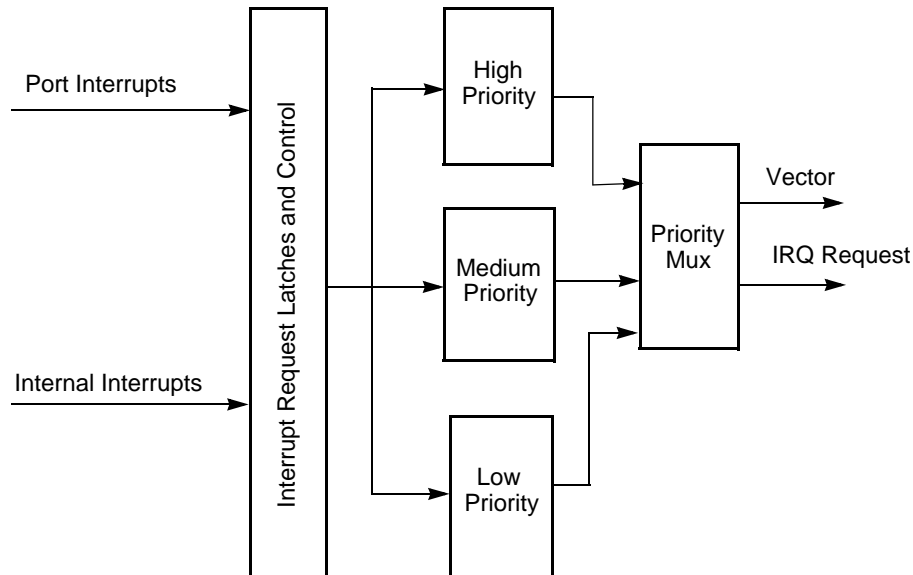 Port Interrupts
Internal Interrupts
Interrupt Request Latches and Control
High
Priority
Medium
Priority
Low
Priority
Priority
Mux
Vector
IRQ Request